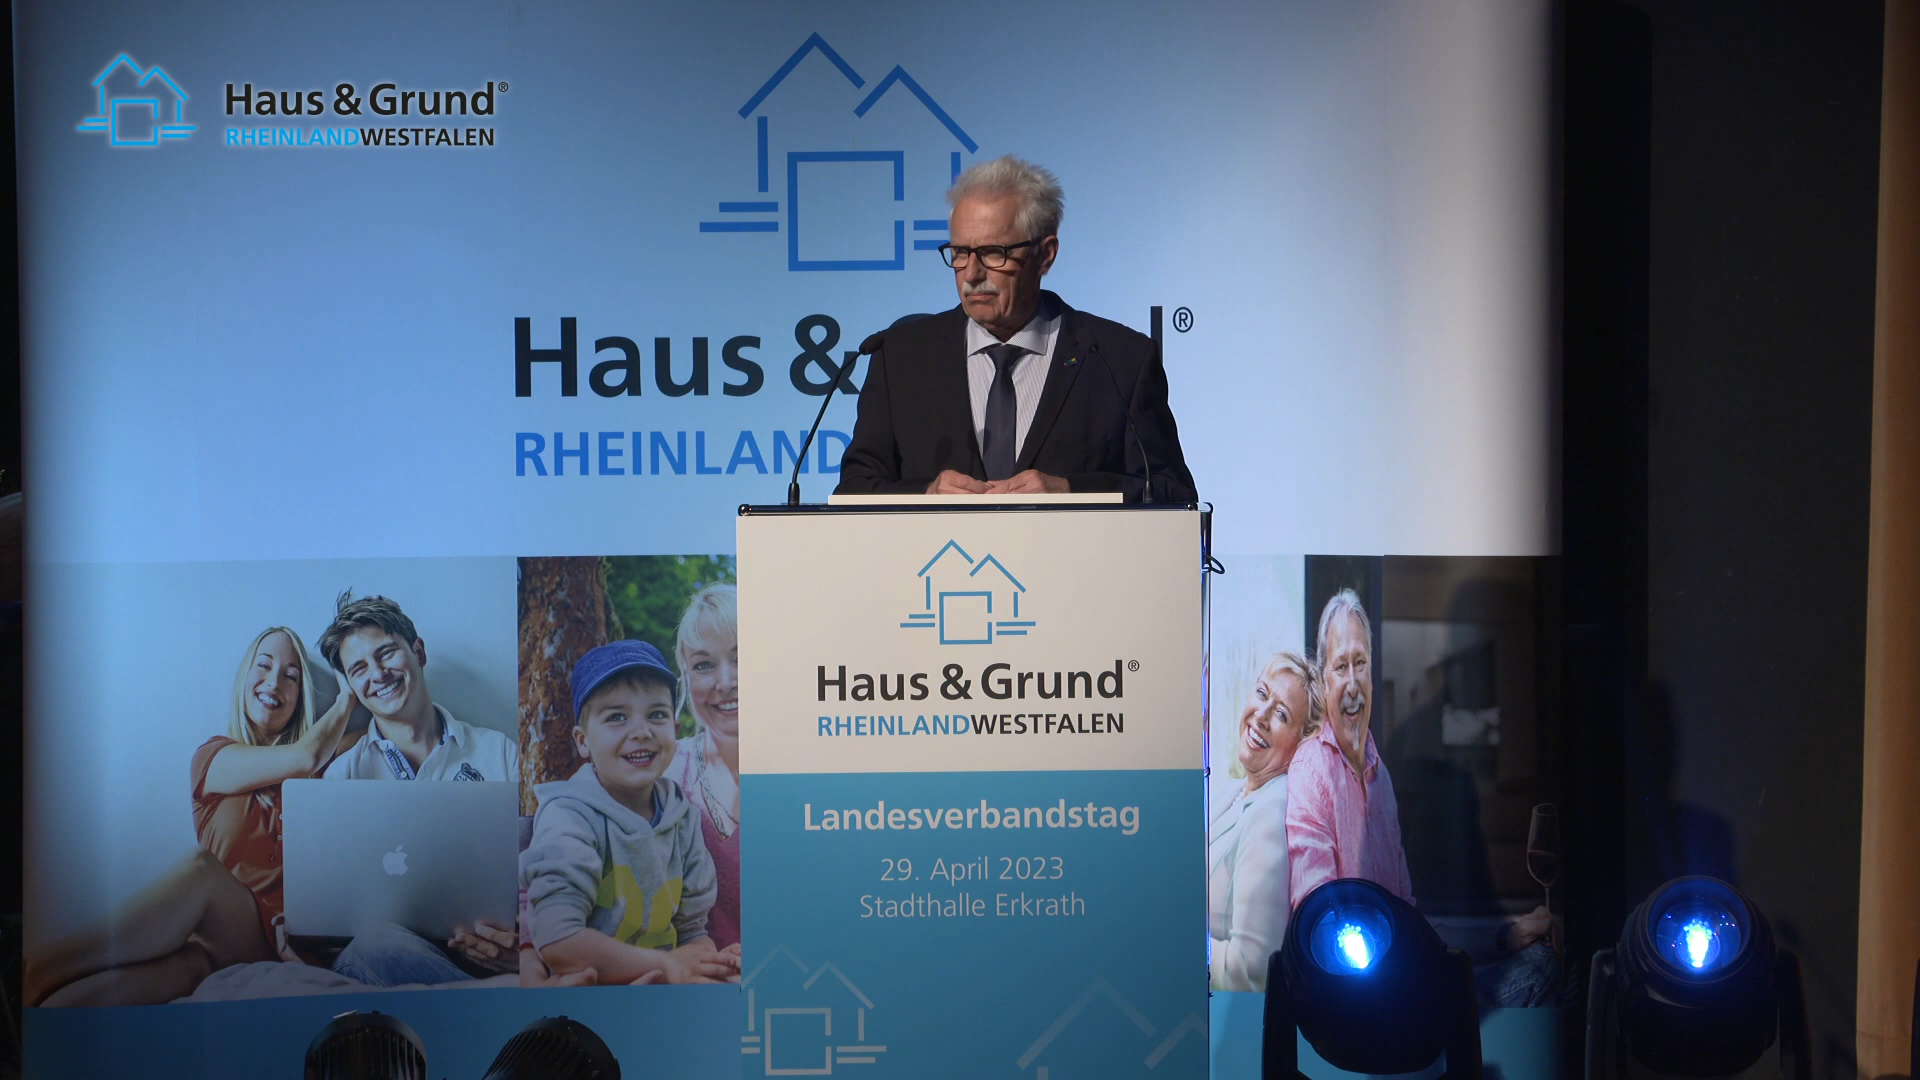 Haus & Grund®
RHEINLANDWESTFALEN
Haus & d®
RHEINLAND
Haus & Grund®
RHEINLANDWESTFALEN
Landesverbandstag
29. April 2023
Stadthalle Erkrath